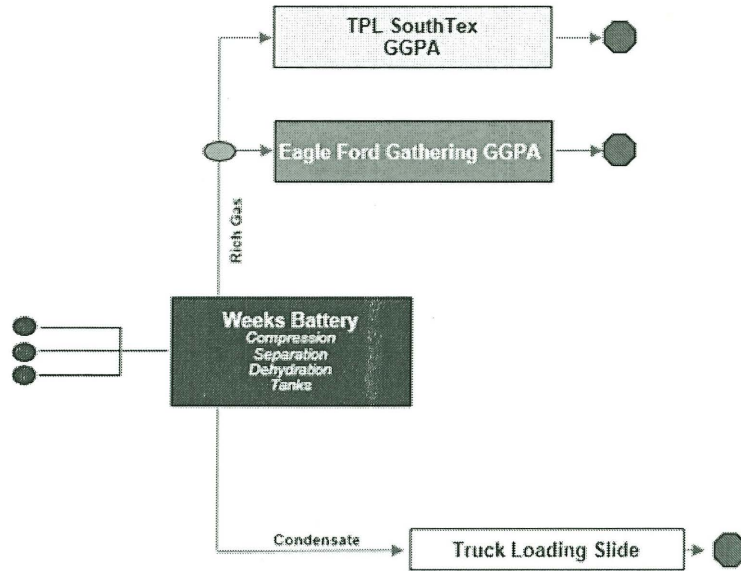 TPL SouthTex
GGPA
Eagle Ford Gathering GGPA
Rich Gas
Weeks Battery
Compression
Separation
Dehydration
Tanks
Condensate
Truck Loading Slide